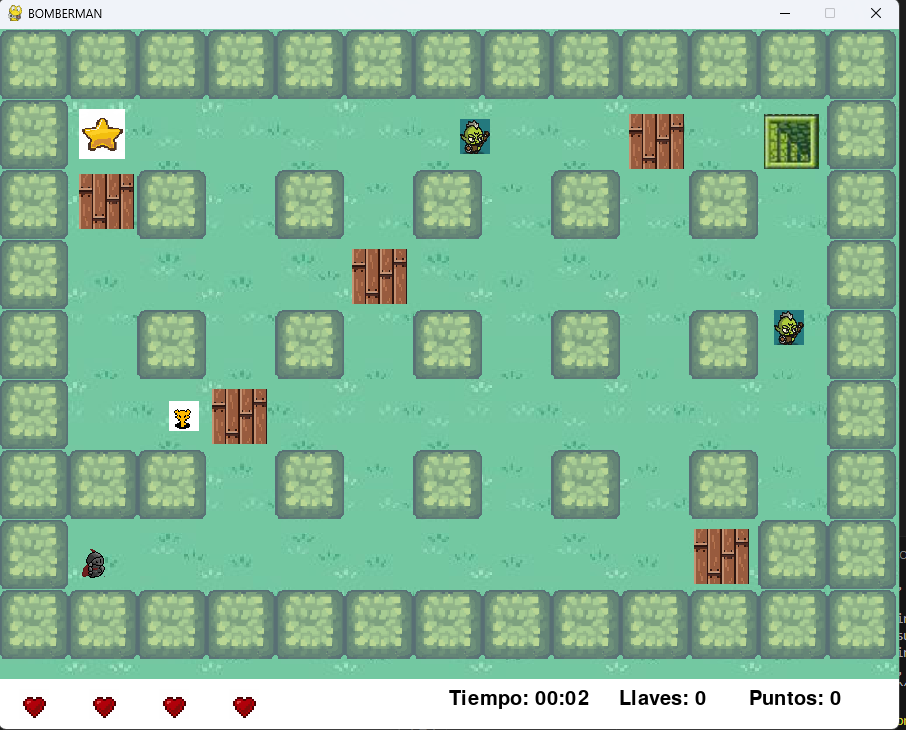 BOMBERMAN
Tiempo: 00:02 Llaves: 0 Puntos: 0